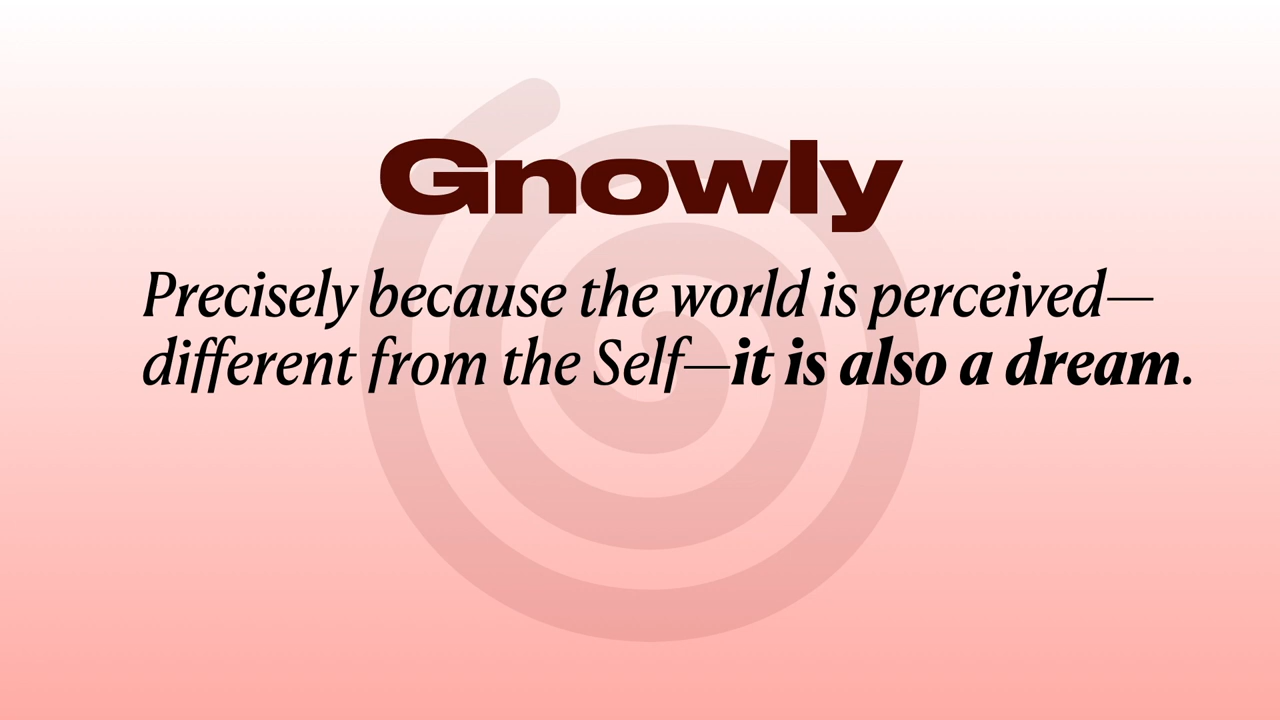 Gnowly
Precisely because the world is perceived—
different from the Self—it is also a dream.